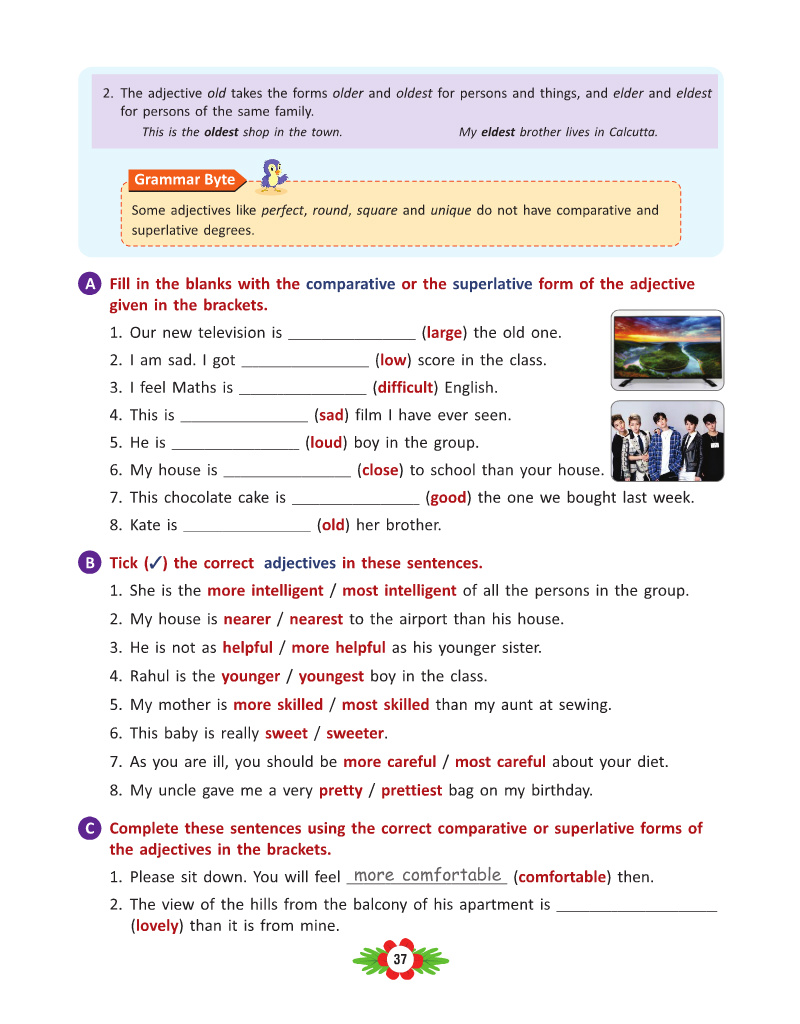 2. The adjective old takes the forms older and oldest for persons and things, and elder and eldest
for persons of the same family.
This is the oldest shop in the town. My eldest brother lives in Calcutta.
Grammar Byte
Some adjectives like perfect, round, square and unique do not have comparative and
superlative degrees.
A Fill in the blanks with the comparative or the superlative form of the adjective
given in the brackets.
1. Our new television is _______________ (large) the old one.
2. I am sad. I got _______________ (low) score in the class.
3. I feel Maths is _______________ (difficult) English.
4. This is _______________ (sad) film I have ever seen.
5. He is _______________ (loud) boy in the group.
6. My house is _______________ (close) to school than your house.
7. This chocolate cake is _______________ (good) the one we bought last week.
8. Kate is _______________ (old) her brother.
B Tick (✓) the correct adjectives in these sentences.
1. She is the more intelligent / most intelligent of all the persons in the group.
2. My house is nearer / nearest to the airport than his house.
3. He is not as helpful / more helpful as his younger sister.
4. Rahul is the younger / youngest boy in the class.
5. My mother is more skilled / most skilled than my aunt at sewing.
6. This baby is really sweet / sweeter.
7. As you are ill, you should be more careful / most careful about your diet.
8. My uncle gave me a very pretty / prettiest bag on my birthday.
C Complete these sentences using the correct comparative or superlative forms of
the adjectives in the brackets.
1. Please sit down. You will feel more comfortable (comfortable) then.
2. The view of the hills from the balcony of his apartment is ___________________
(lovely) than it is from mine.
37